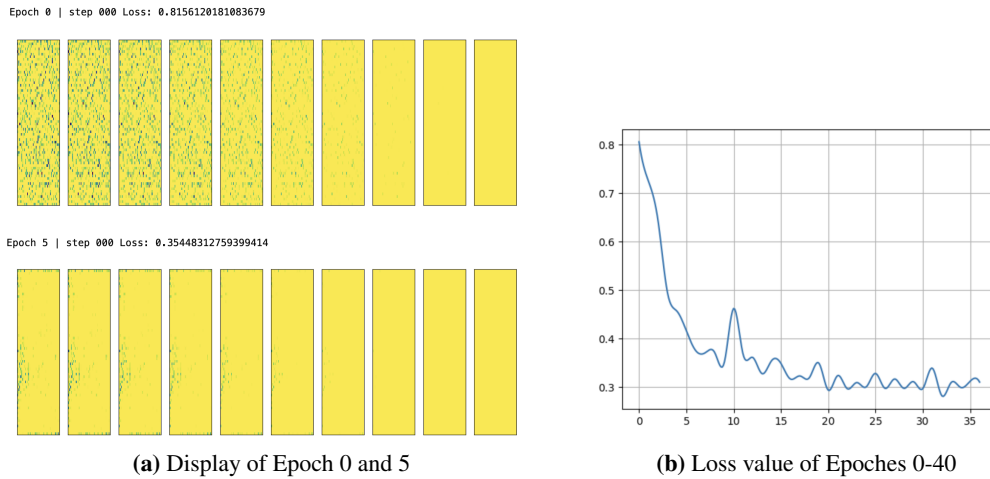 Epoch 0 | step 000 Loss: 0.8156120181083679
Epoch 5 | step 000 Loss: 0.35448312759399414
(a) Display of Epoch 0 and 5
0.8
0.7
0.6
0.5
0.4
0.3
0 5 10 15 20 25 30 35
(b) Loss value of Epoches 0-40